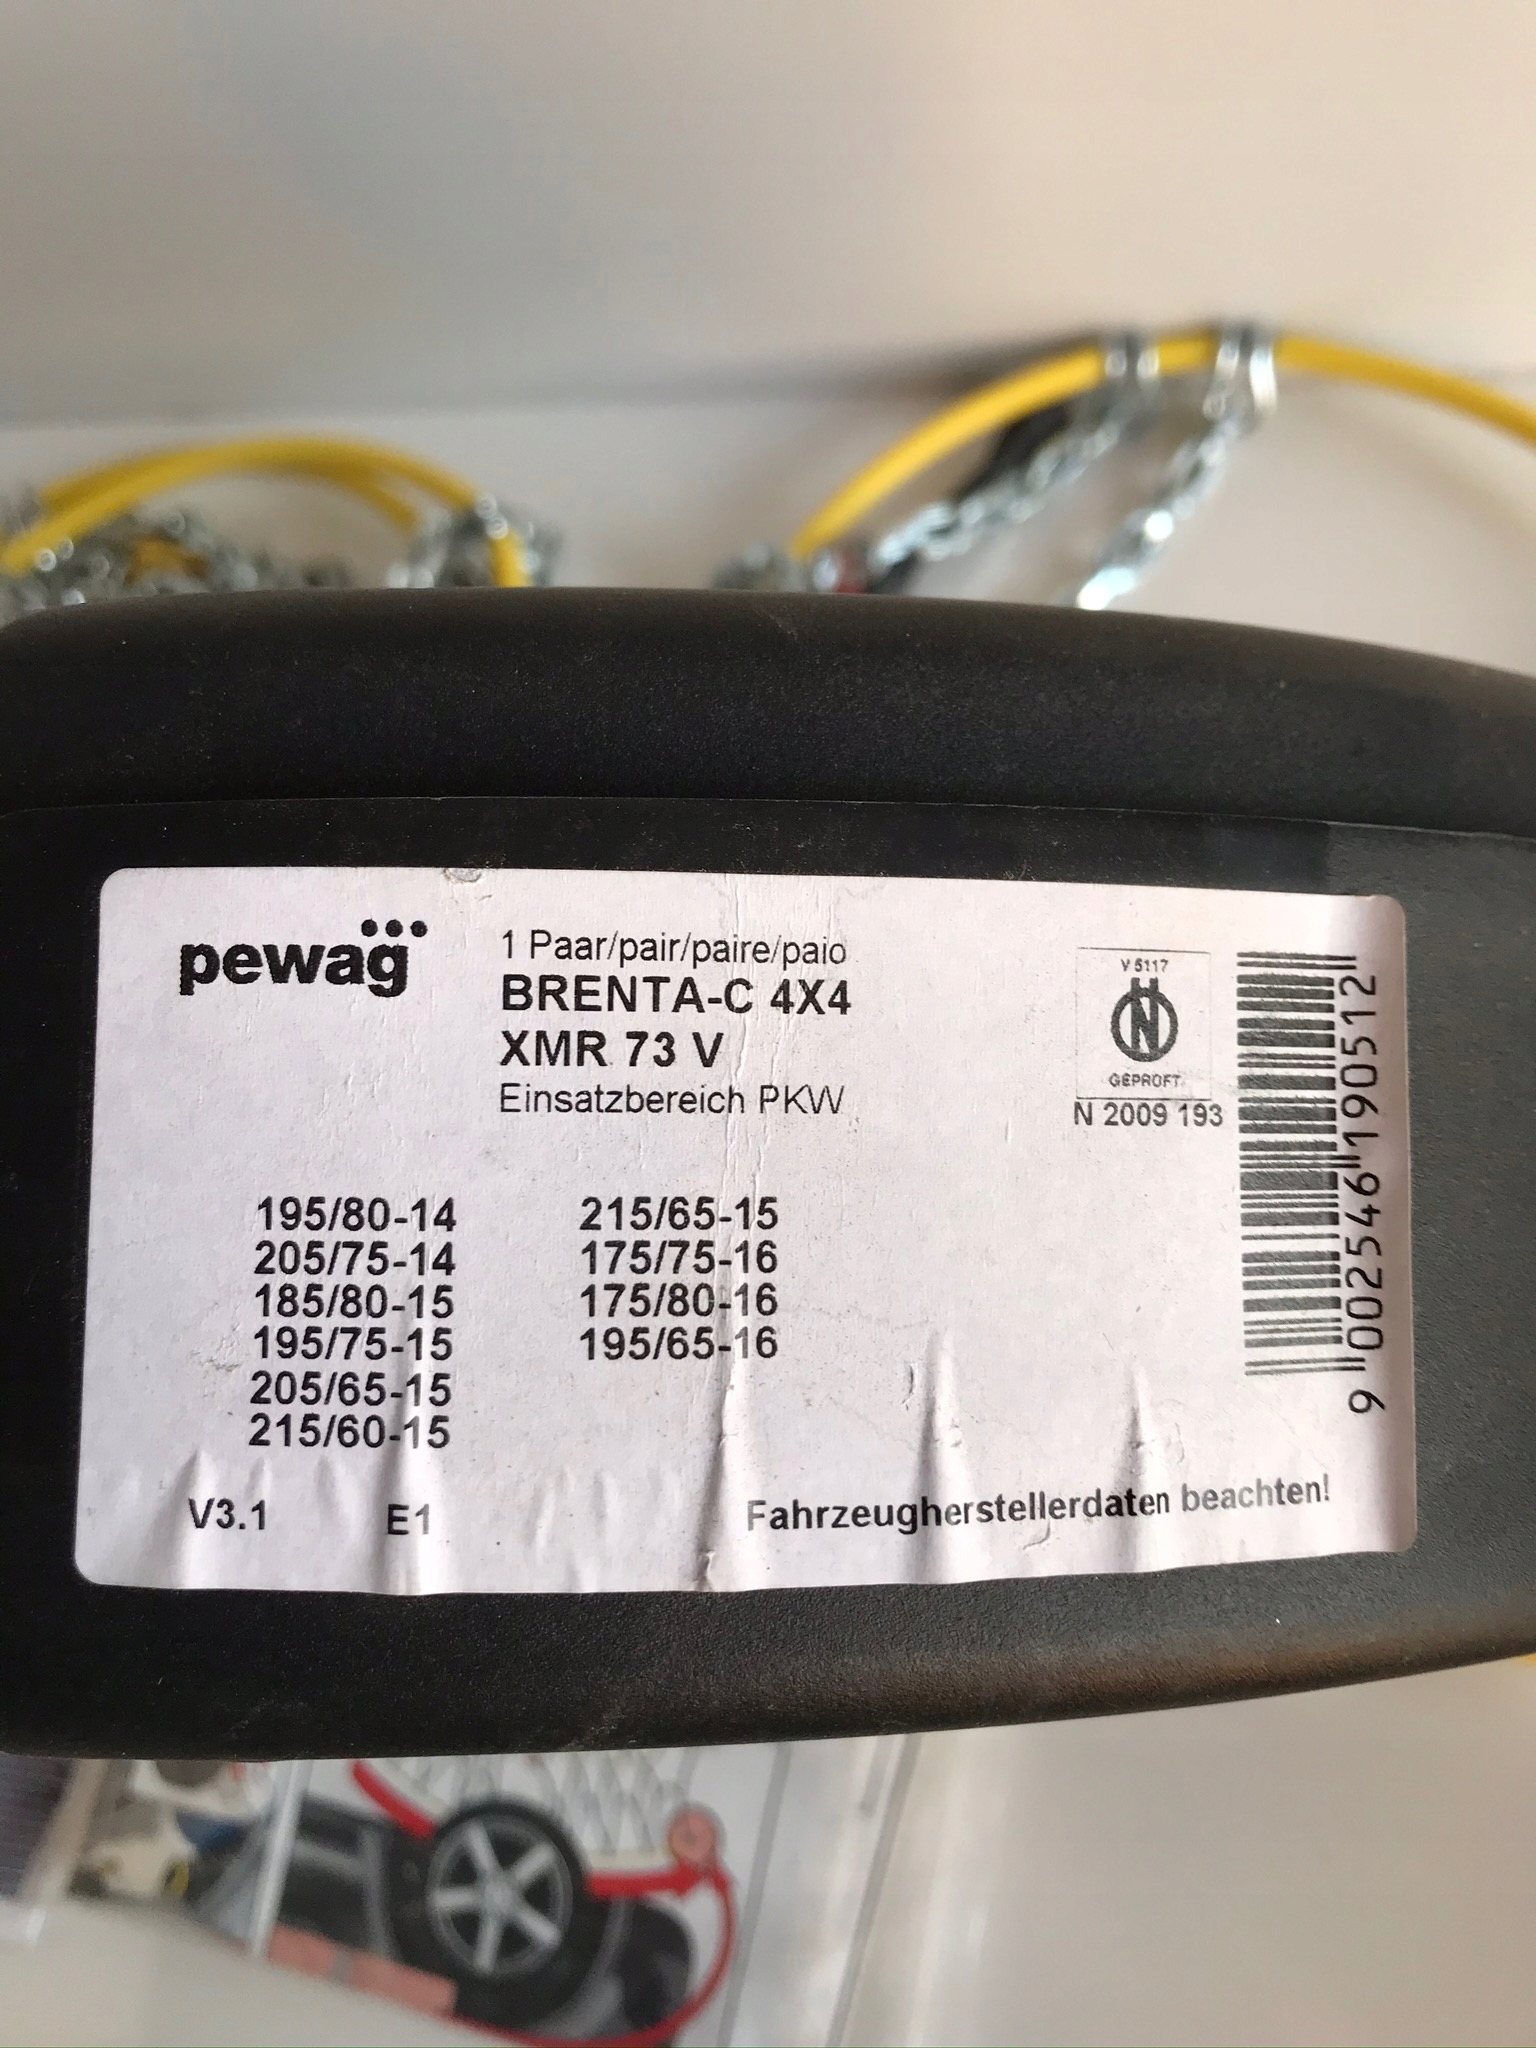 pewag
1 Paar/pair/paire/paio
BRENTA-C 4X4
XMR 73 V
Einsatzbereich PKW
V 5117
N
GEPRÜFT
N 2009 193
9 002546 190512
195/80-14
205/75-14
185/80-15
195/75-15
205/65-15
215/60-15
215/65-15
175/75-16
175/80-16
195/65-16
V3.1
E1
Fahrzeugherstellerdaten beachten!